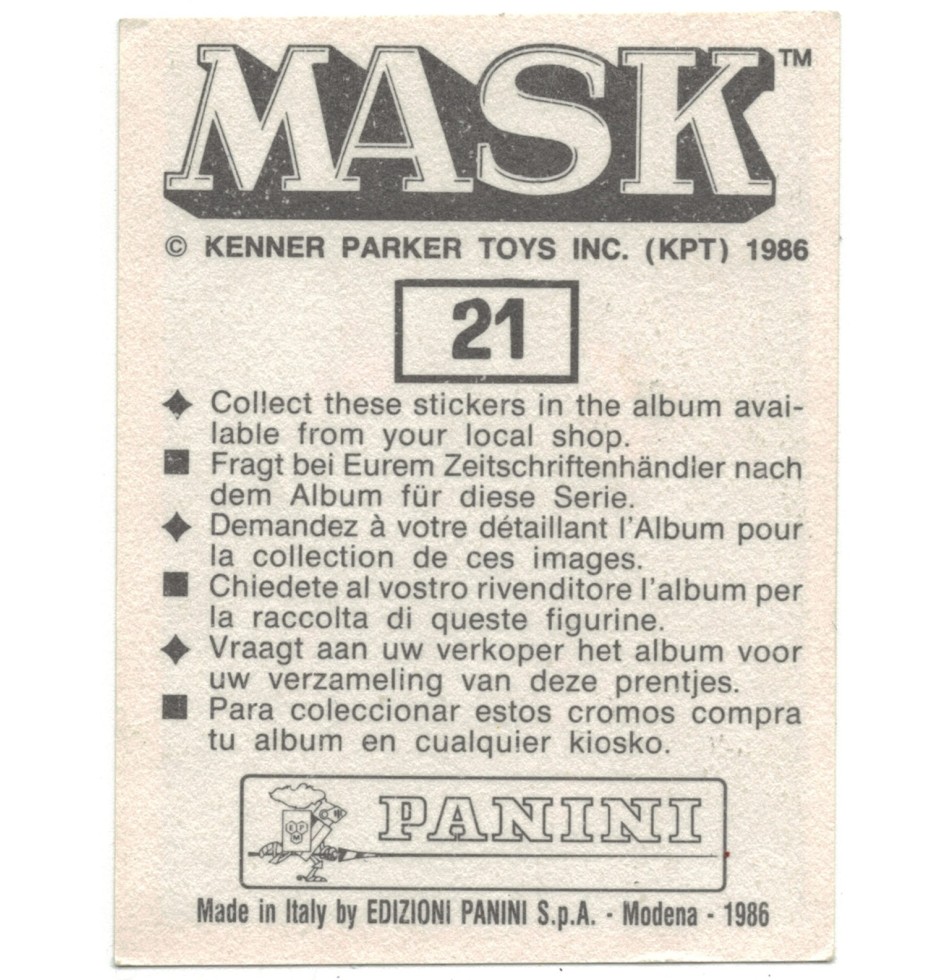 MASK™
© KENNER PARKER TOYS INC. (KPT) 1986
21
◆ Collect these stickers in the album avai-
lable from your local shop.
■ Fragt bei Eurem Zeitschriftenhändler nach
dem Album für diese Serie.
◆ Demandez à votre détaillant l'Album pour
la collection de ces images.
■ Chiedete al vostro rivenditore l'album per
la raccolta di queste figurine.
◆ Vraagt aan uw verkoper het album voor
uw verzameling van deze prentjes.
■ Para coleccionar estos cromos compra
tu album en cualquier kiosko.
PANINI
Made in Italy by EDIZIONI PANINI S.p.A. - Modena - 1986